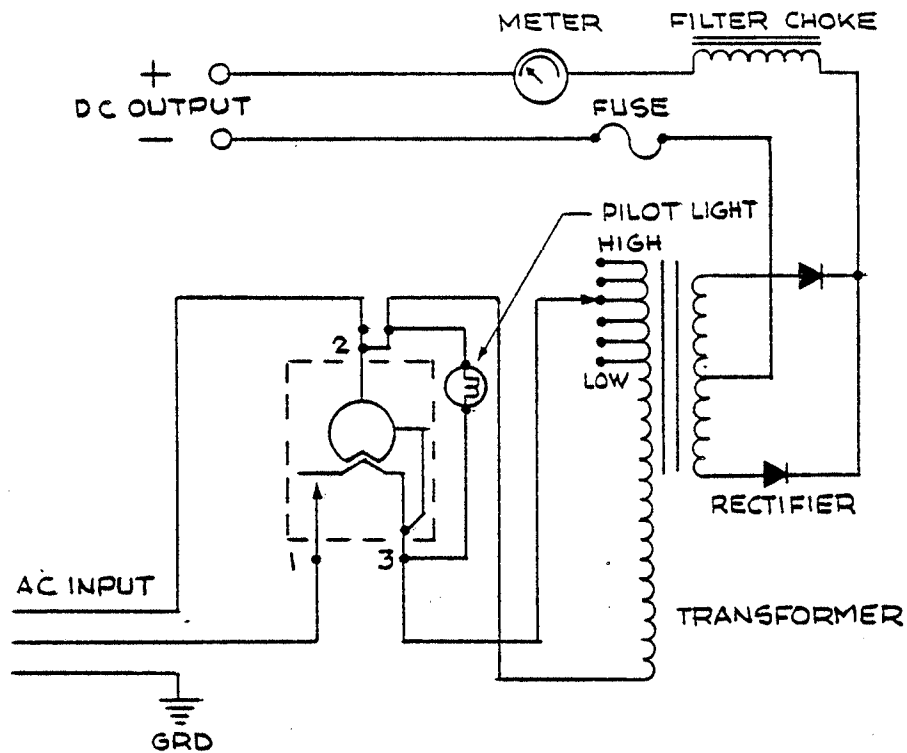 METER
FILTER CHOKE
+
DC OUTPUT
FUSE
−
PILOT LIGHT
HIGH
2
LOW
RECTIFIER
1
3
AC INPUT
TRANSFORMER
GRD